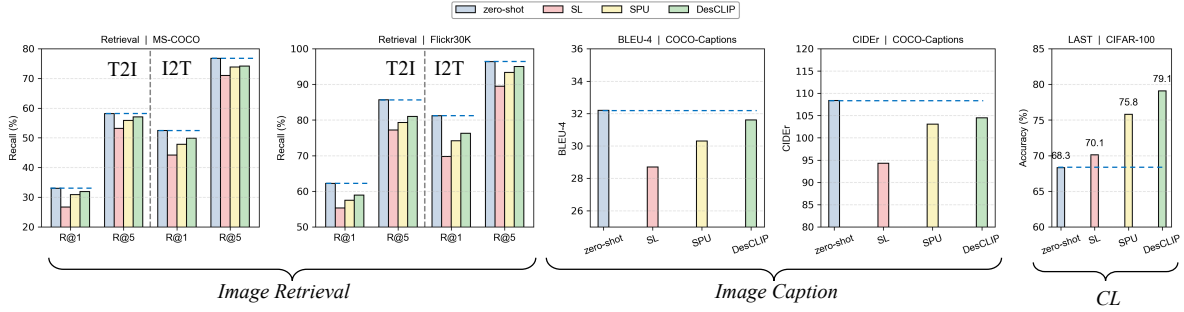 zero-shot SL SPU DesCLIP
Retrieval | MS-COCO
Recall (%)
80
70
60
50
40
30
20
T2I I2T
R@1 R@5 R@1 R@5
Retrieval | Flickr30K
Recall (%)
100
90
80
70
60
50
T2I I2T
R@1 R@5 R@1 R@5
Image Retrieval
BLEU-4 | COCO-Captions
BLEU-4
36
34
32
30
28
26
zero-shot SL SPU DesCLIP
CIDEr | COCO-Captions
CIDEr
120
115
110
105
100
95
90
85
80
zero-shot SL SPU DesCLIP
Image Caption
LAST | CIFAR-100
Accuracy (%)
85
80
75
70
65
60
68.3
70.1
75.8
79.1
zero-shot SL SPU DesCLIP
CL